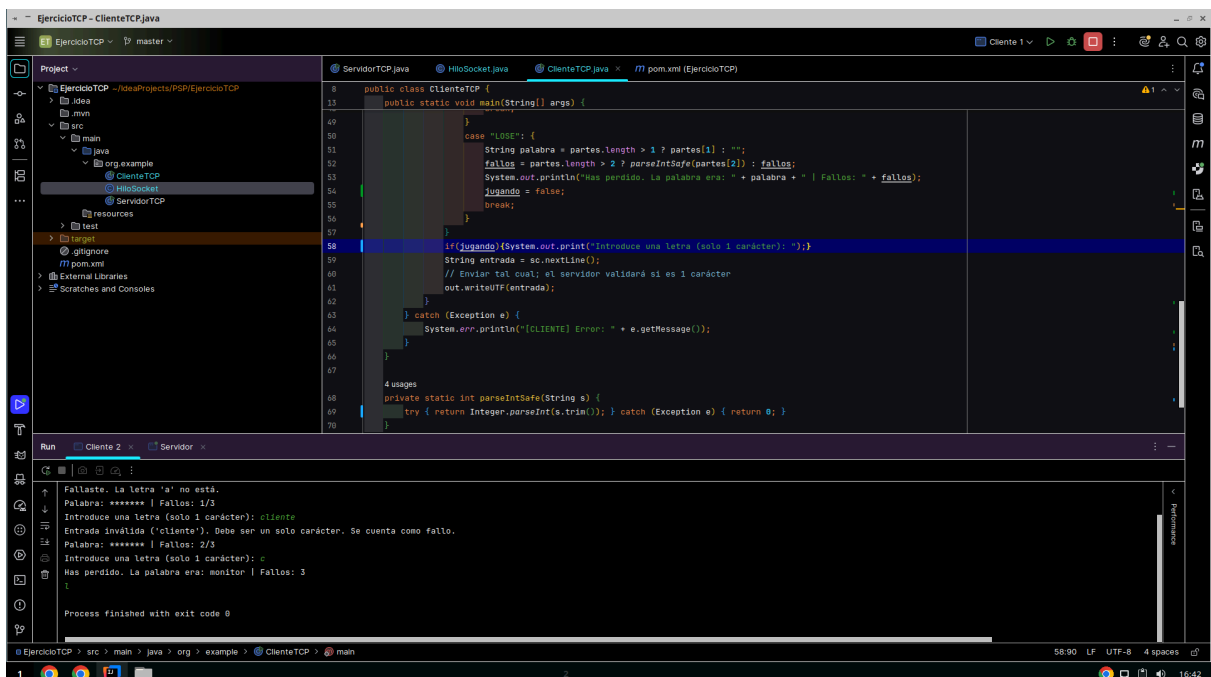 EjercicioTCP – ClienteTCP.java
ET EjercicioTCP master
Cliente 1
Project
ServidorTCP.java HiloSocket.java ClienteTCP.java × m pom.xml (EjercicioTCP)
EjercicioTCP ~/IdeaProjects/PSP/EjercicioTCP
.idea
.mvn
src
main
java
org.example
ClienteTCP
HiloSocket
ServidorTCP
resources
test
target
.gitignore
m pom.xml
External Libraries
Scratches and Consoles
1
8 public class ClienteTCP {
13 public static void main(String[] args) {
49 }
50 case "LOSE": {
51 String palabra = partes.length > 1 ? partes[1] : "";
52 fallos = partes.length > 2 ? parseIntSafe(partes[2]) : fallos;
53 System.out.println("Has perdido. La palabra era: " + palabra + " | Fallos: " + fallos);
54 jugando = false;
55 break;
56 }
57 }
58 if(jugando){System.out.print("Introduce una letra (solo 1 carácter): ");}
59 String entrada = sc.nextLine();
60 // Enviar tal cual; el servidor validará si es 1 carácter
61 out.writeUTF(entrada);
62 }
63 } catch (Exception e) {
64 System.err.println("[CLIENTE] Error: " + e.getMessage());
65 }
66 }
67
4 usages
68 private static int parseIntSafe(String s) {
69 try { return Integer.parseInt(s.trim()); } catch (Exception e) { return 0; }
70 }
Run Cliente 2 × Servidor ×
Fallaste. La letra 'a' no está.
Palabra: ******* | Fallos: 1/3
Introduce una letra (solo 1 carácter): cliente
Entrada inválida ('cliente'). Debe ser un solo carácter. Se cuenta como fallo.
Palabra: ******* | Fallos: 2/3
Introduce una letra (solo 1 carácter): c
Has perdido. La palabra era: monitor | Fallos: 3
l
Process finished with exit code 0
Performance
EjercicioTCP > src > main > java > org > example > ClienteTCP > main
58:90 LF UTF-8 4 spaces
1
2
16:42